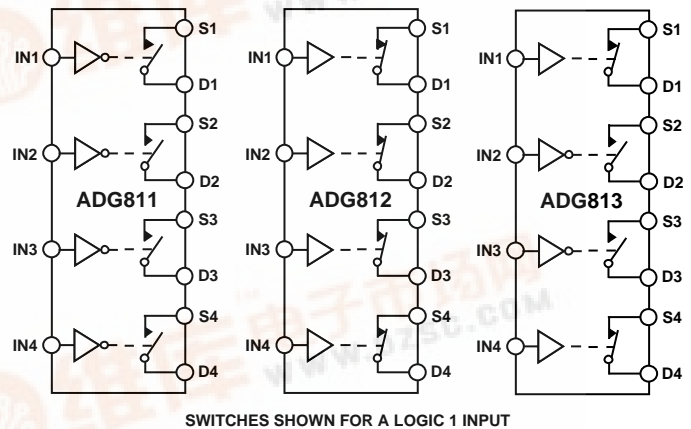 IN1
S1
D1
IN2
S2
D2
ADG811
IN3
S3
D3
IN4
S4
D4
IN1
S1
D1
IN2
S2
D2
ADG812
IN3
S3
D3
IN4
S4
D4
IN1
S1
D1
IN2
S2
D2
ADG813
IN3
S3
D3
IN4
S4
D4
SWITCHES SHOWN FOR A LOGIC 1 INPUT